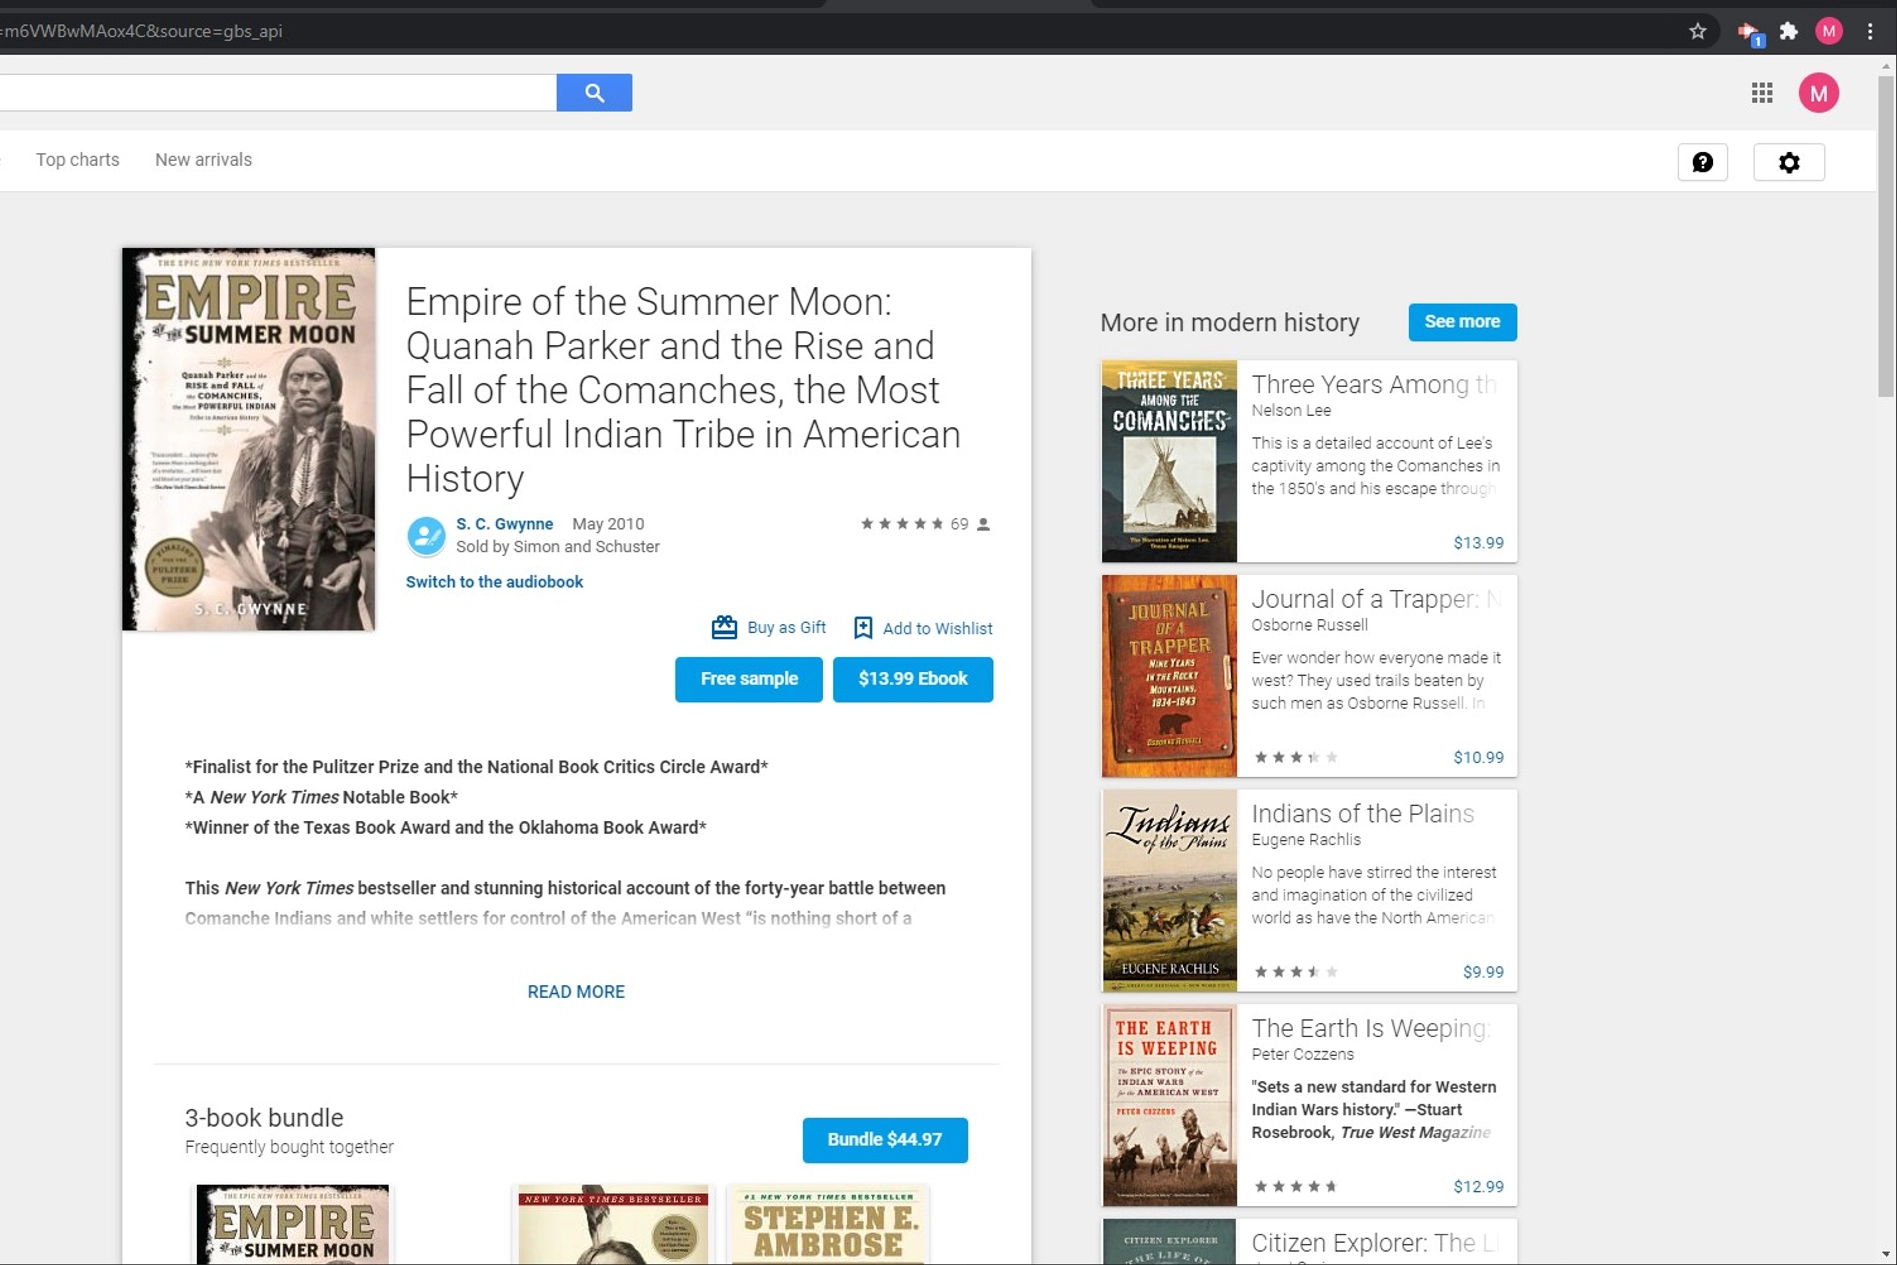 =m6VWBwMAox4C&source=gbs_api
1
M
M
Top charts
New arrivals
THE EPIC NEW YORK TIMES BESTSELLER
EMPIRE
OF THE
SUMMER MOON
Quanah Parker and the
RISE and FALL of
the COMANCHES,
the Most POWERFUL INDIAN
Tribe in American History
FINALIST
FOR THE
PULITZER
PRIZE
S. C. GWYNNE
Empire of the Summer Moon:
Quanah Parker and the Rise and
Fall of the Comanches, the Most
Powerful Indian Tribe in American
History
S. C. Gwynne May 2010
69
Sold by Simon and Schuster
Switch to the audiobook
Buy as Gift
Add to Wishlist
Free sample
$13.99 Ebook
*Finalist for the Pulitzer Prize and the National Book Critics Circle Award*
*A New York Times Notable Book*
*Winner of the Texas Book Award and the Oklahoma Book Award*
This New York Times bestseller and stunning historical account of the forty-year battle between
Comanche Indians and white settlers for control of the American West “is nothing short of a
READ MORE
3-book bundle
Frequently bought together
Bundle $44.97
THE EPIC NEW YORK TIMES BESTSELLER
EMPIRE
OF THE
SUMMER MOON
NEW YORK TIMES BESTSELLER
#1 NEW YORK TIMES BESTSELLER
STEPHEN E.
AMBROSE
More in modern history
See more
THREE YEARS
AMONG THE
COMANCHES
The Narrative of Nelson Lee,
Texas Ranger
Three Years Among th
Nelson Lee
This is a detailed account of Lee's
captivity among the Comanches in
the 1850's and his escape through
$13.99
JOURNAL
OF A
TRAPPER
NINE YEARS
IN THE ROCKY
MOUNTAINS,
1834-1843
OSBORNE RUSSELL
Journal of a Trapper: N
Osborne Russell
Ever wonder how everyone made it
west? They used trails beaten by
such men as Osborne Russell. In
$10.99
Indians
of the Plains
EUGENE RACHLIS
Indians of the Plains
Eugene Rachlis
No people have stirred the interest
and imagination of the civilized
world as have the North American
$9.99
THE EARTH
IS WEEPING
The EPIC STORY of the
INDIAN WARS
for the AMERICAN WEST
PETER COZZENS
The Earth Is Weeping:
Peter Cozzens
"Sets a new standard for Western
Indian Wars history." —Stuart
Rosebrook, True West Magazine
$12.99
CITIZEN EXPLORER
THE LIFE OF
Citizen Explorer: The Li